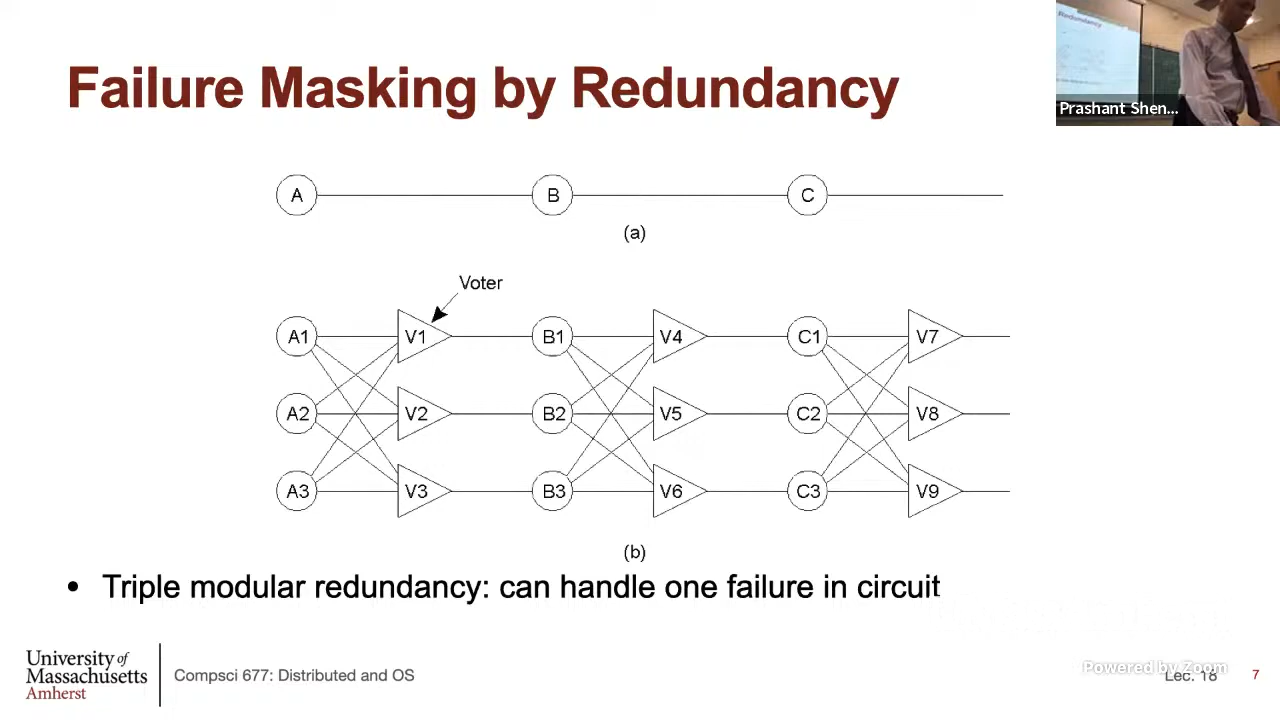 Failure Masking by Redundancy
Redundancy
Prashant Shen...
A B C
(a)
Voter
A1 V1 B1 V4 C1 V7
A2 V2 B2 V5 C2 V8
A3 V3 B3 V6 C3 V9
(b)
• Triple modular redundancy: can handle one failure in circuit
University of
Massachusetts
Amherst
Compsci 677: Distributed and OS
Powered by Zoom
Lec. 18
7